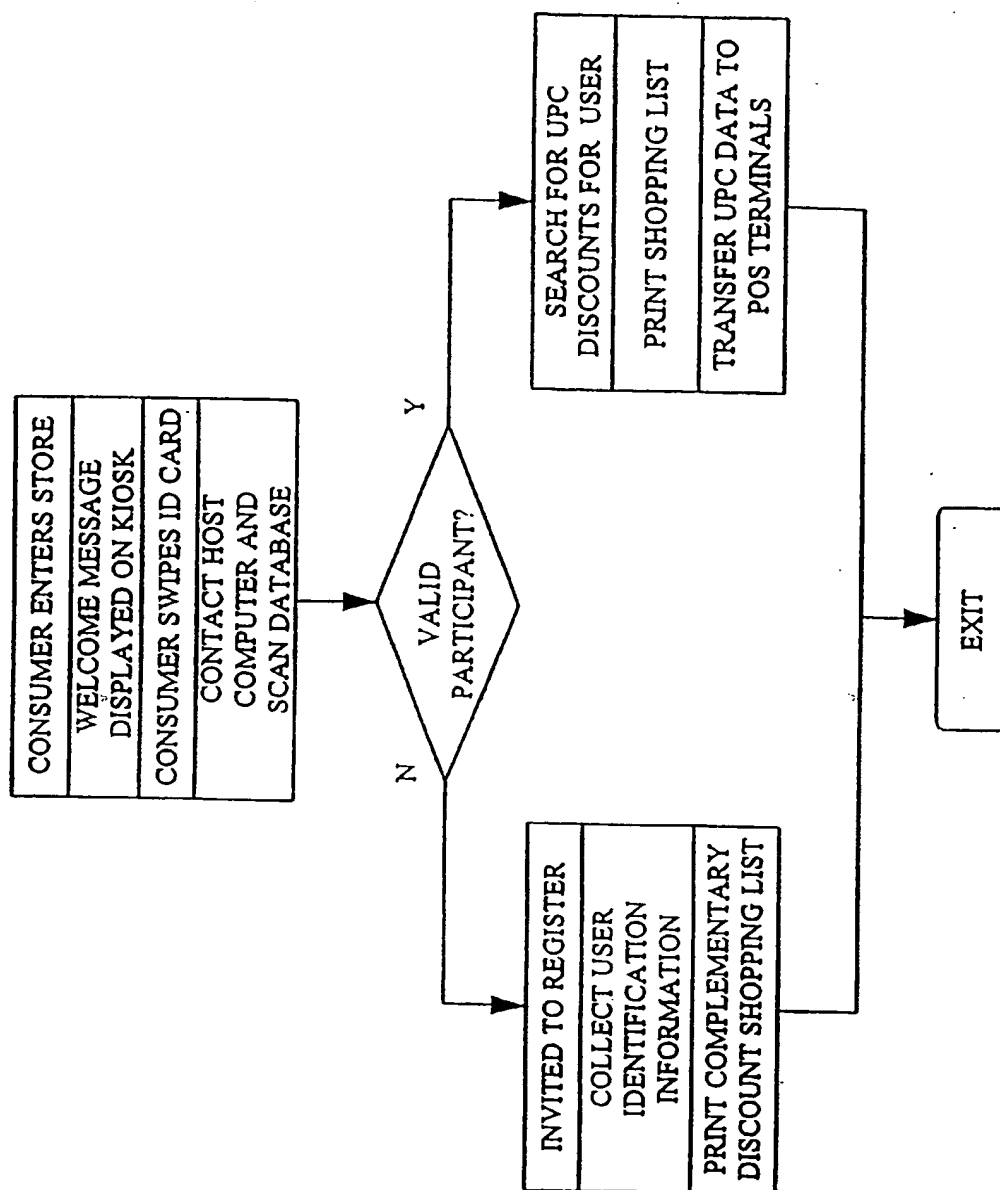 CONSUMER ENTERS STORE
WELCOME MESSAGE
DISPLAYED ON KIOSK
CONSUMER SWIPES ID CARD
CONTACT HOST
COMPUTER AND
SCAN DATABASE
VALID
PARTICIPANT?
N
Y
INVITED TO REGISTER
COLLECT USER
IDENTIFICATION
INFORMATION
PRINT COMPLEMENTARY
DISCOUNT SHOPPING LIST
SEARCH FOR UPC
DISCOUNTS FOR USER
PRINT SHOPPING LIST
TRANSFER UPC DATA TO
POS TERMINALS
EXIT